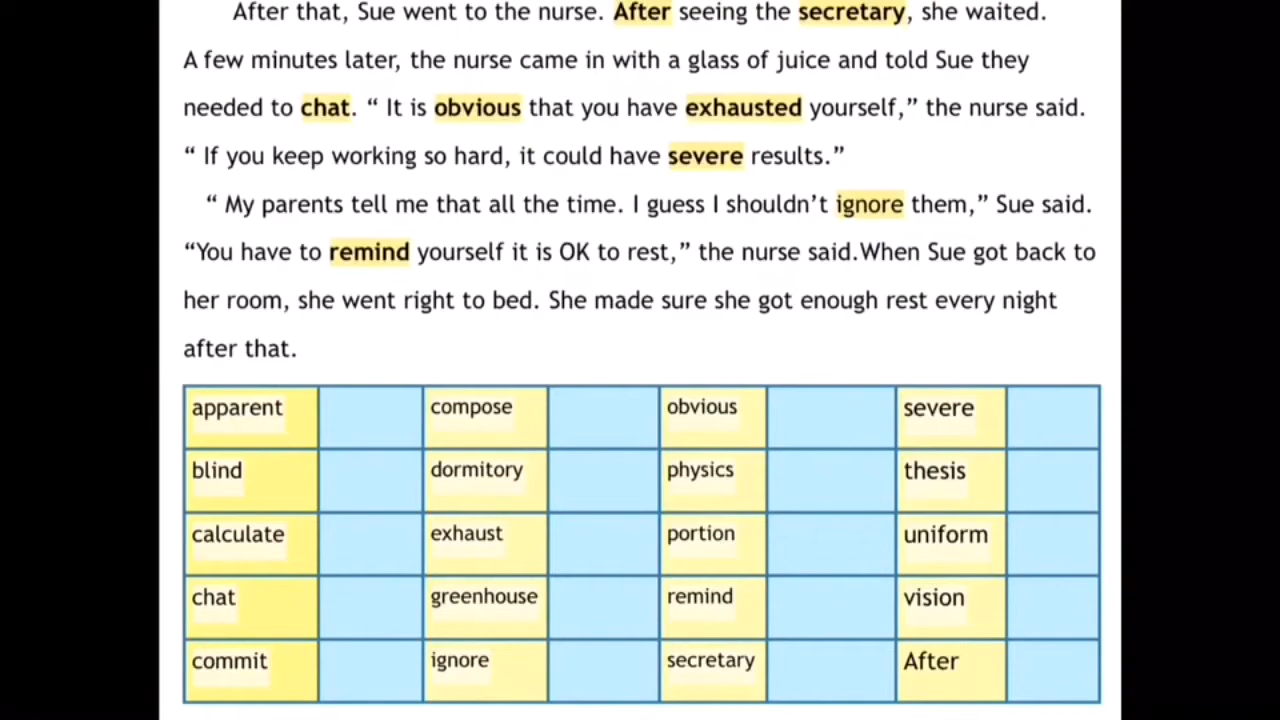 After that, Sue went to the nurse. After seeing the secretary, she waited.
A few minutes later, the nurse came in with a glass of juice and told Sue they
needed to chat. “ It is obvious that you have exhausted yourself,” the nurse said.
“ If you keep working so hard, it could have severe results.”
“ My parents tell me that all the time. I guess I shouldn’t ignore them,” Sue said.
“You have to remind yourself it is OK to rest,” the nurse said.When Sue got back to
her room, she went right to bed. She made sure she got enough rest every night
after that.
apparent compose obvious severe
blind dormitory physics thesis
calculate exhaust portion uniform
chat greenhouse remind vision
commit ignore secretary After